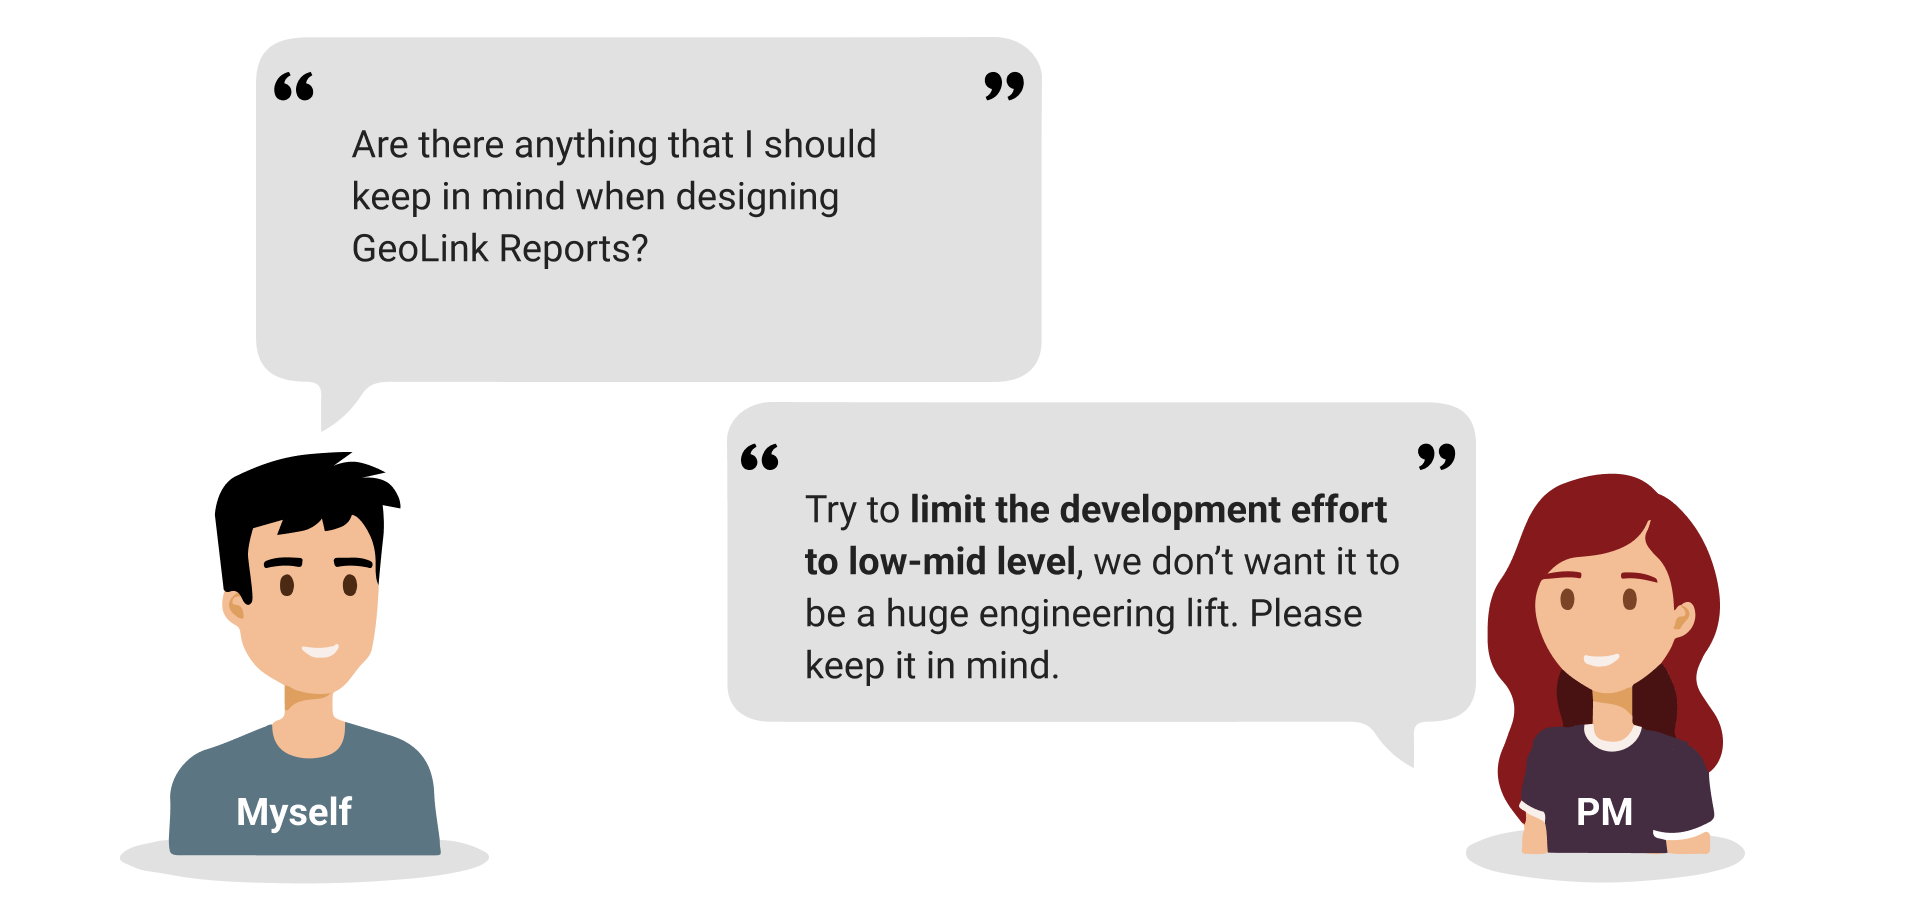 “ ”
Are there anything that I should
keep in mind when designing
GeoLink Reports?
“ ”
Try to limit the development effort
to low-mid level, we don’t want it to
be a huge engineering lift. Please
keep it in mind.
Myself
PM